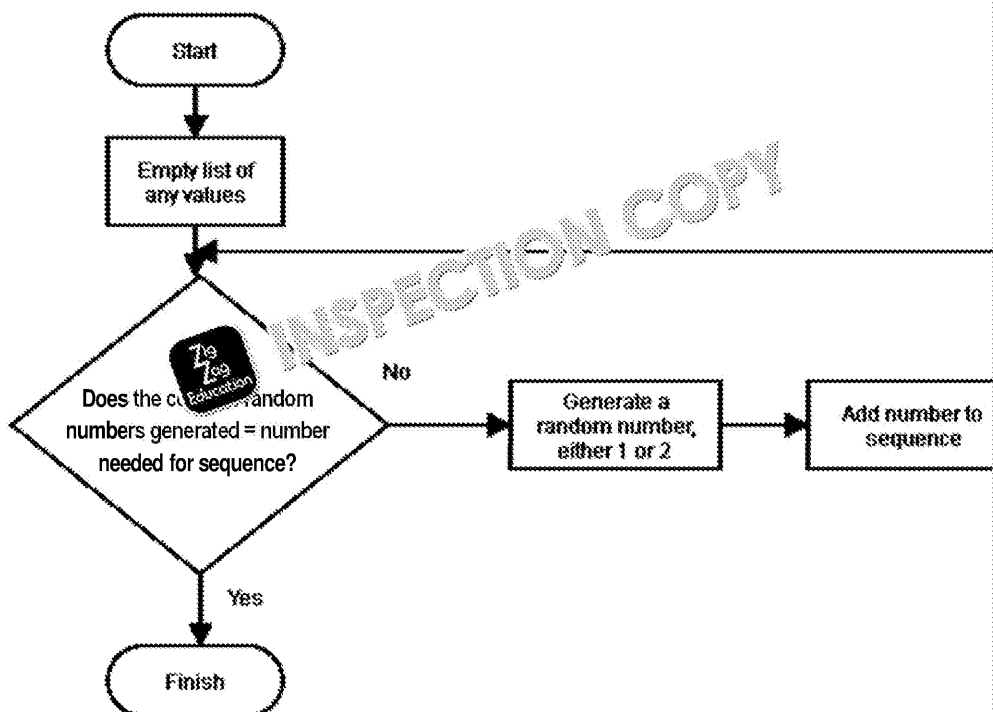 Start
Empty list of
any values
INSPECTION COPY
Zig
Zag
Education
No
Does the random
numbers generated = number
needed for sequence?
Generate a
random number,
either 1 or 2
Add number to
sequence
Yes
Finish